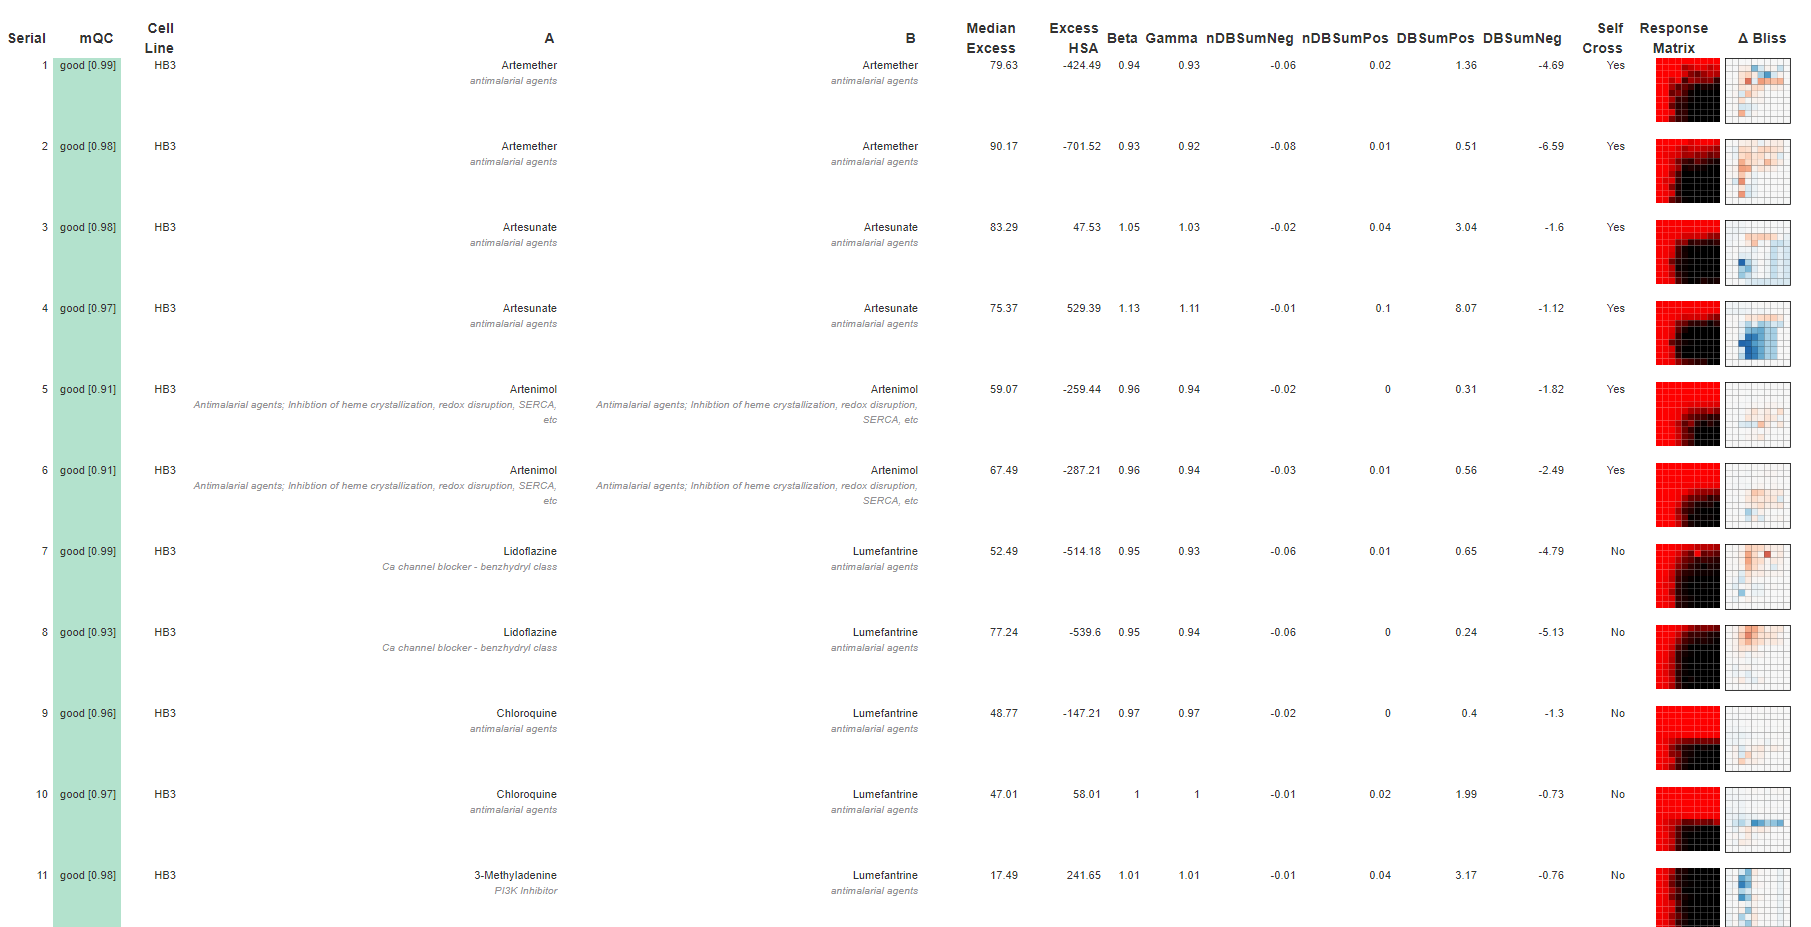 Serial mQC Cell Line A B Median Excess Excess HSA Beta Gamma nDBSumNeg nDBSumPos DBSumPos DBSumNeg Self Cross Response Matrix Δ Bliss
1 good [0.99] HB3 Artemether Artemether 79.63 -424.49 0.94 0.93 -0.06 0.02 1.36 -4.69 Yes
antimalarial agents antimalarial agents
2 good [0.98] HB3 Artemether Artemether 90.17 -701.52 0.93 0.92 -0.08 0.01 0.51 -6.59 Yes
antimalarial agents antimalarial agents
3 good [0.98] HB3 Artesunate Artesunate 83.29 47.53 1.05 1.03 -0.02 0.04 3.04 -1.6 Yes
antimalarial agents antimalarial agents
4 good [0.97] HB3 Artesunate Artesunate 75.37 529.39 1.13 1.11 -0.01 0.1 8.07 -1.12 Yes
antimalarial agents antimalarial agents
5 good [0.91] HB3 Artenimol Artenimol 59.07 -259.44 0.96 0.94 -0.02 0 0.31 -1.82 Yes
Antimalarial agents; Inhibtion of heme crystallization, redox disruption, SERCA, Antimalarial agents; Inhibtion of heme crystallization, redox disruption,
etc SERCA, etc
6 good [0.91] HB3 Artenimol Artenimol 67.49 -287.21 0.96 0.94 -0.03 0.01 0.56 -2.49 Yes
Antimalarial agents; Inhibtion of heme crystallization, redox disruption, SERCA, Antimalarial agents; Inhibtion of heme crystallization, redox disruption,
etc SERCA, etc
7 good [0.99] HB3 Lidoflazine Lumefantrine 52.49 -514.18 0.95 0.93 -0.06 0.01 0.65 -4.79 No
Ca channel blocker - benzhydryl class antimalarial agents
8 good [0.93] HB3 Lidoflazine Lumefantrine 77.24 -539.6 0.95 0.94 -0.06 0 0.24 -5.13 No
Ca channel blocker - benzhydryl class antimalarial agents
9 good [0.96] HB3 Chloroquine Lumefantrine 48.77 -147.21 0.97 0.97 -0.02 0 0.4 -1.3 No
antimalarial agents antimalarial agents
10 good [0.97] HB3 Chloroquine Lumefantrine 47.01 58.01 1 1 -0.01 0.02 1.99 -0.73 No
antimalarial agents antimalarial agents
11 good [0.98] HB3 3-Methyladenine Lumefantrine 17.49 241.65 1.01 1.01 -0.01 0.04 3.17 -0.76 No
PI3K Inhibitor antimalarial agents